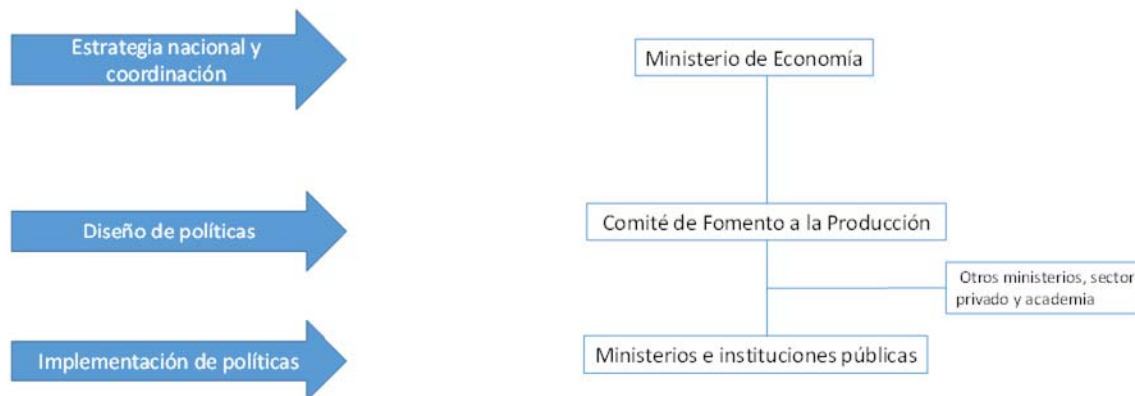 Estrategia nacional y
coordinación
Ministerio de Economía
Diseño de políticas
Comité de Fomento a la Producción
Otros ministerios, sector
privado y academia
Implementación de políticas
Ministerios e instituciones públicas